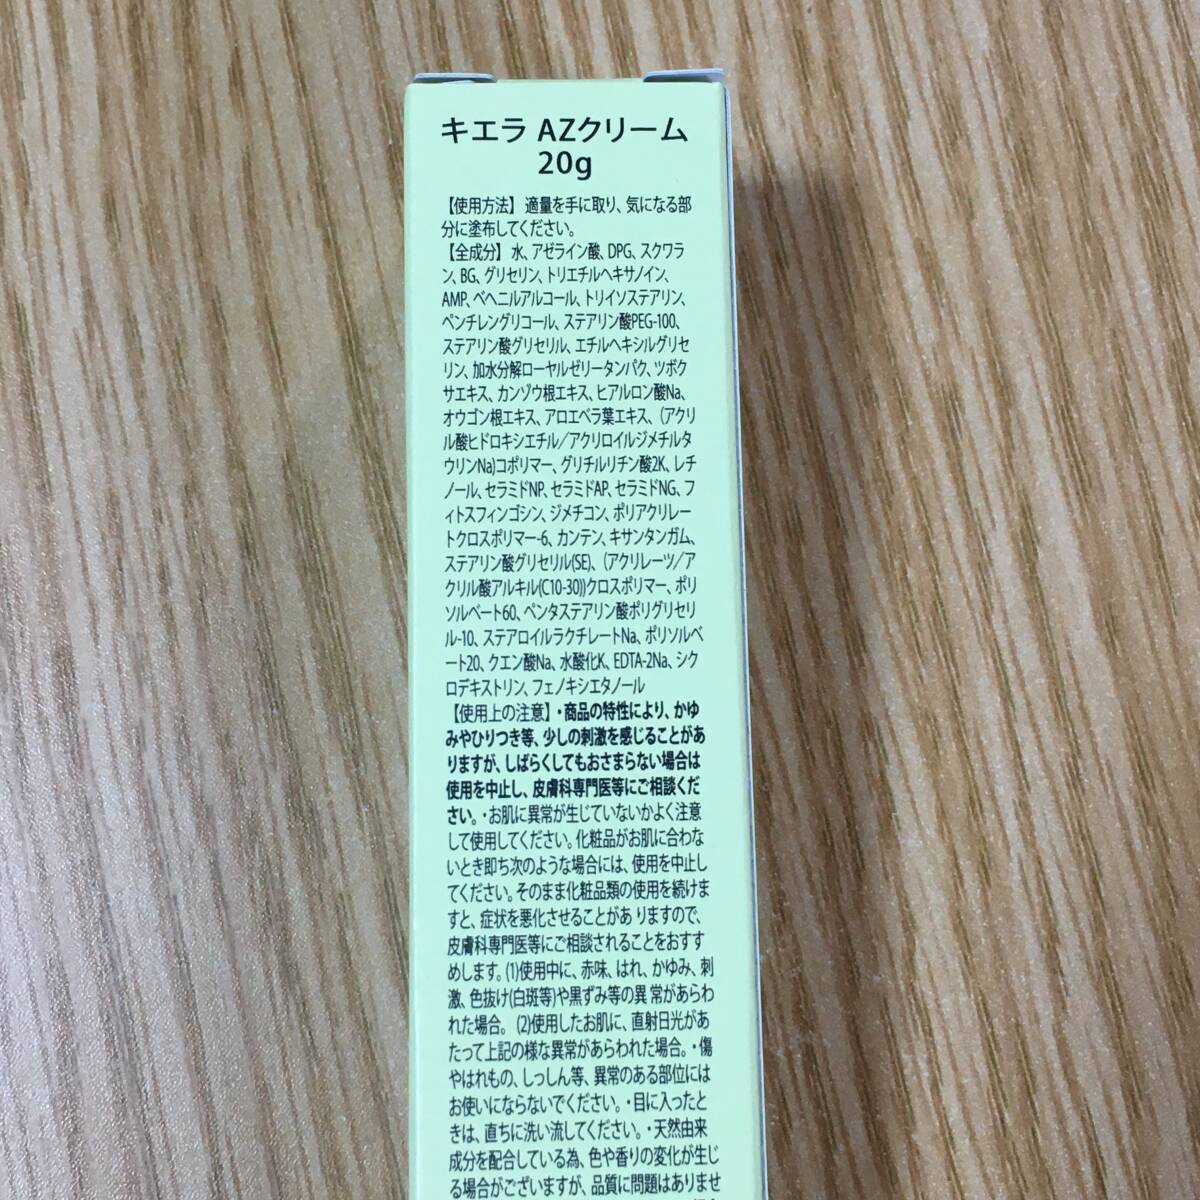 キエラ AZクリーム
20g
【使用方法】 適量を手に取り、気になる部
分に塗布してください。
【全成分】 水、アゼライン酸、DPG、スクワラ
ン、BG、グリセリン、トリエチルヘキサノイン、
AMP、ベヘニルアルコール、トリイソステアリン、
ペンチレングリコール、ステアリン酸PEG-100、
ステアリン酸グリセリル、エチルヘキシルグリセ
リン、加水分解ローヤルゼリータンパク、ツボク
サエキス、カンゾウ根エキス、ヒアルロン酸Na、
オウゴン根エキス、アロエベラ葉エキス、(アクリ
ル酸ヒドロキシエチル/アクリロイルジメチルタ
ウリンNa)コポリマー、グリチルリチン酸2K、レチ
ノール、セラミドNP、セラミドAP、セラミドNG、フ
ィトスフィンゴシン、ジメチコン、ポリアクリレー
トクロスポリマー-6、カンテン、キサンタンガム、
ステアリン酸グリセリル(SE)、(アクリレーツ/ア
クリル酸アルキル(C10-30))クロスポリマー、ポリ
ソルベート60、ペンタステアリン酸ポリグリセリ
ル-10、ステアロイルラクチレートNa、ポリソルベ
ート20、クエン酸Na、水酸化K、EDTA-2Na、シク
ロデキストリン、フェノキシエタノール
【使用上の注意】・商品の特性により、かゆ
みやひりつき等、少しの刺激を感じることがあ
りますが、しばらくしてもおさまらない場合は
使用を中止し、皮膚科専門医等にご相談くだ
さい。・お肌に異常が生じていないかよく注意
して使用してください。化粧品がお肌に合わな
いとき即ち次のような場合には、使用を中止し
てください。そのまま化粧品類の使用を続けま
すと、症状を悪化させることがありますので、
皮膚科専門医等にご相談されることをおすす
めします。(1)使用中に、赤味、はれ、かゆみ、刺
激、色抜け(白斑等)や黒ずみ等の異 常があらわ
れた場合。 (2)使用したお肌に、直射日光があ
たって上記の様な異常があらわれた場合。・傷
やはれもの、しっしん等、異常のある部位には
お使いにならないでください。・目に入ったと
きは、直ちに洗い流してください。・天然由来
成分を配合している為、色や香りの変化が生じ
る場合がございますが、品質に問題はありませ